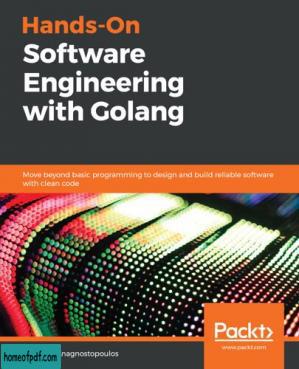 Hands-On
Software
Engineering
with Golang
Move beyond basic programming to design and build reliable software
with clean code
Packt>
www.packt.com
nagnostopoulos
homeofpdf.com